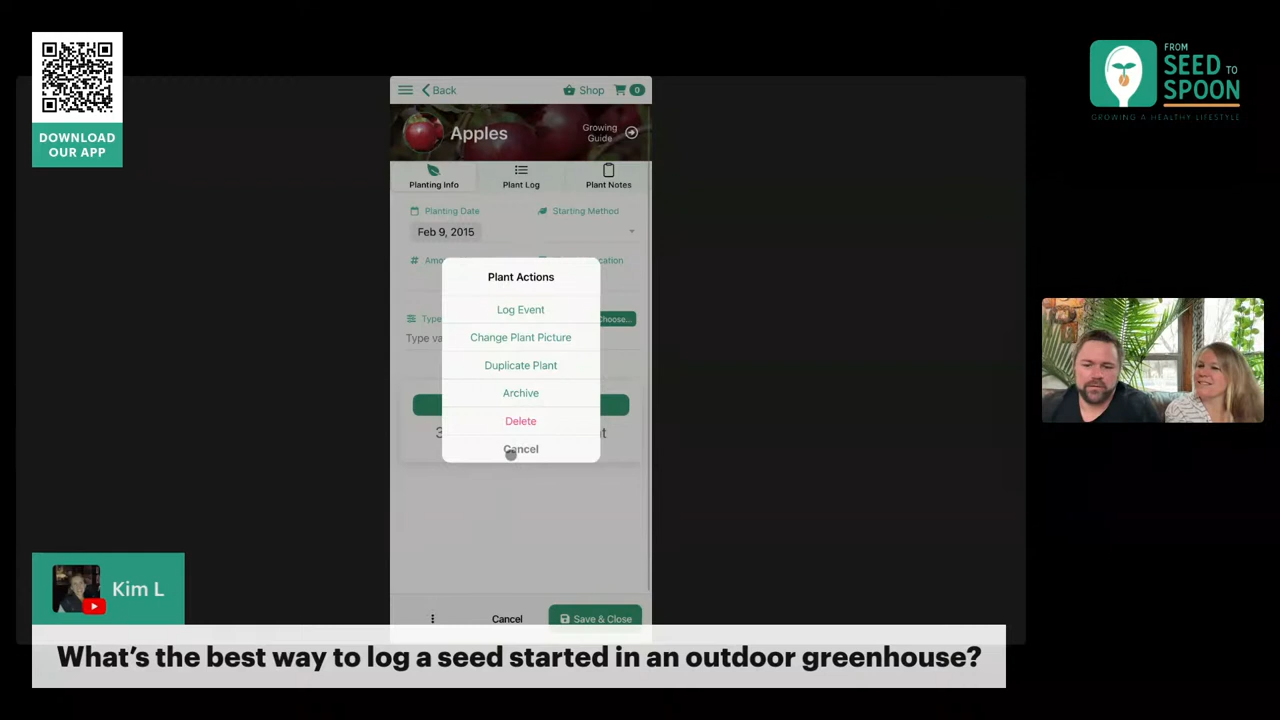 DOWNLOAD
OUR APP
FROM
SEED TO
SPOON
GROWING A HEALTHY LIFESTYLE
Back
Shop
0
Apples
Growing
Guide
Planting Info
Plant Log
Plant Notes
Planting Date
Starting Method
Feb 9, 2015
Plant Actions
Log Event
Change Plant Picture
Duplicate Plant
Archive
Delete
Cancel
Type
Choose...
Cancel
Save & Close
Kim L
What's the best way to log a seed started in an outdoor greenhouse?